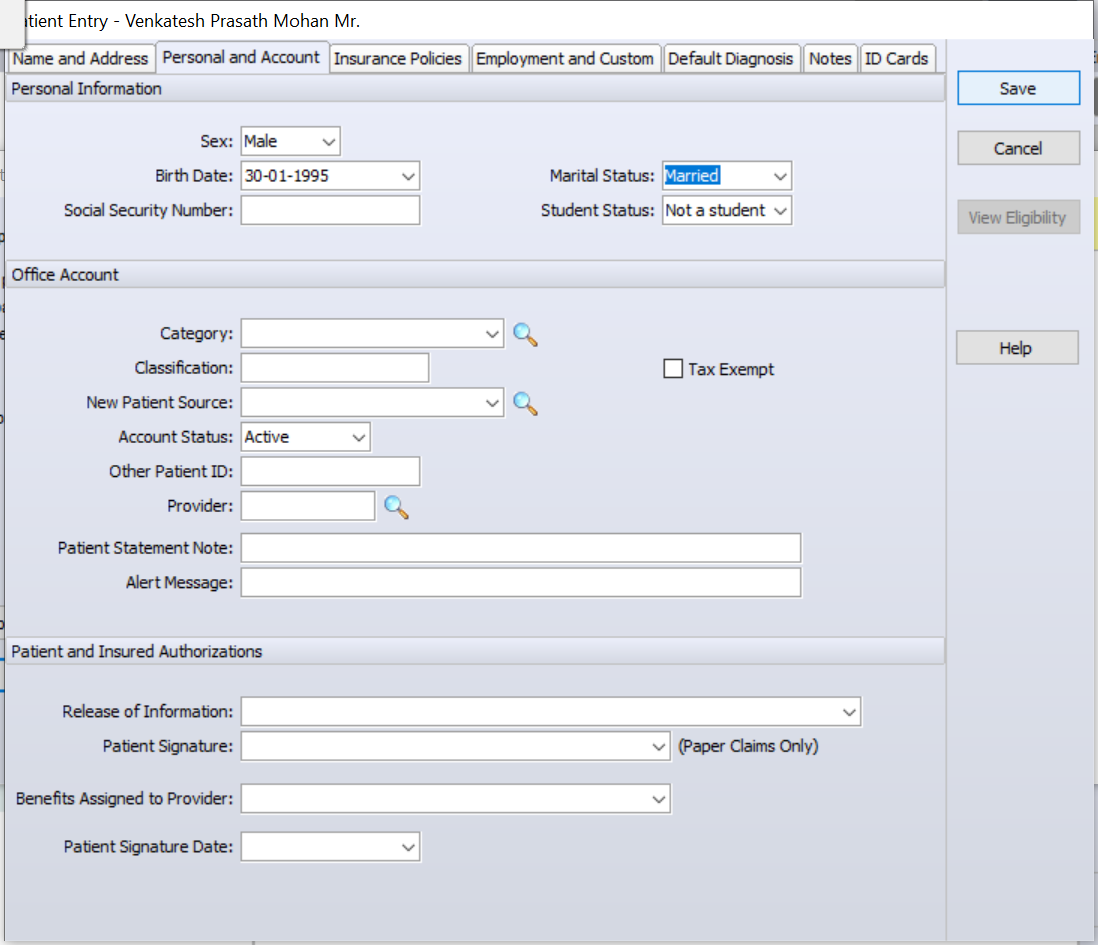 atient Entry - Venkatesh Prasath Mohan Mr.
Name and Address Personal and Account Insurance Policies Employment and Custom Default Diagnosis Notes ID Cards
Personal Information
Save
Sex: Male
Cancel
Birth Date: 30-01-1995 Marital Status: Married
Social Security Number: Student Status: Not a student
View Eligibility
Office Account
Category:
Help
Classification: Tax Exempt
New Patient Source:
Account Status: Active
Other Patient ID:
Provider:
Patient Statement Note:
Alert Message:
Patient and Insured Authorizations
Release of Information:
Patient Signature: (Paper Claims Only)
Benefits Assigned to Provider:
Patient Signature Date: